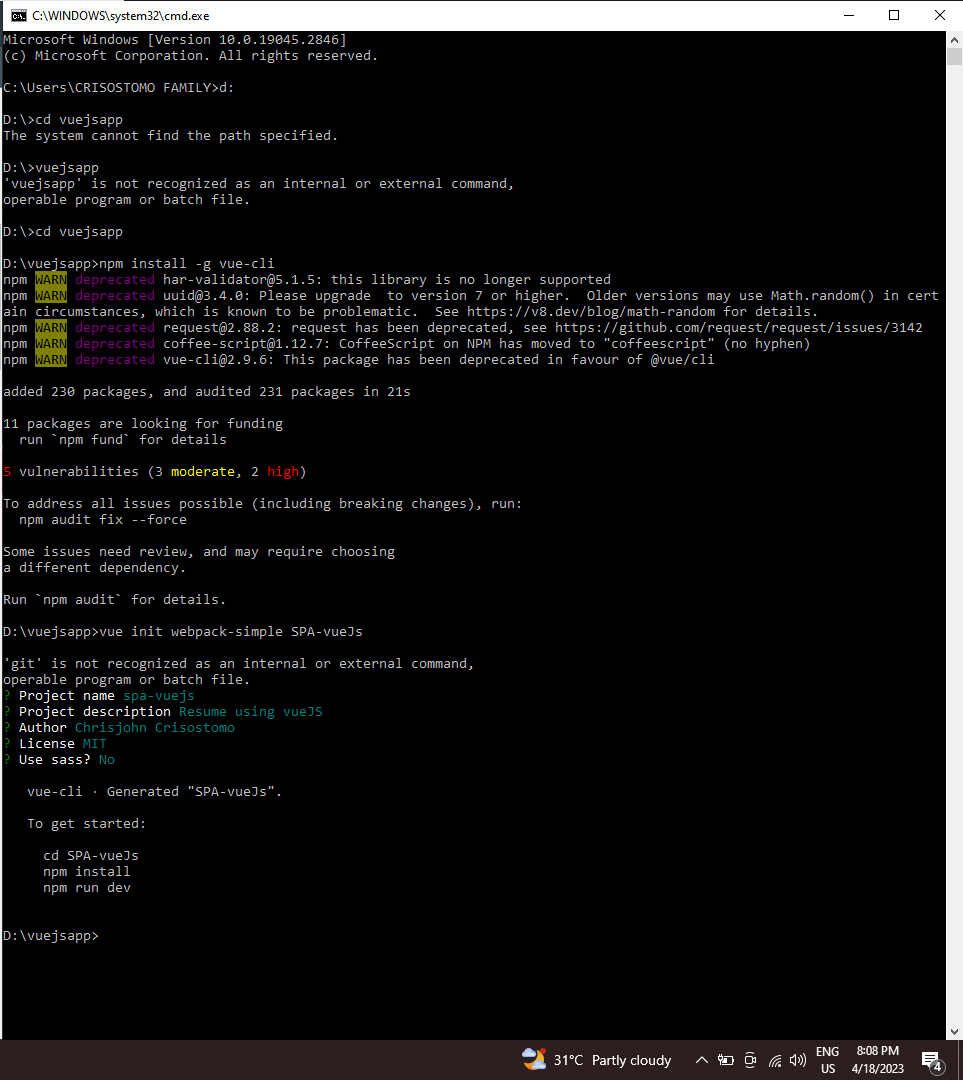 C:\WINDOWS\system32\cmd.exe
Microsoft Windows [Version 10.0.19045.2846]
(c) Microsoft Corporation. All rights reserved.
C:\Users\CRISOSTOMO FAMILY>d:
D:\>cd vuejsapp
The system cannot find the path specified.
D:\>vuejsapp
'vuejsapp' is not recognized as an internal or external command,
operable program or batch file.
D:\>cd vuejsapp
D:\vuejsapp>npm install -g vue-cli
npm WARN deprecated har-validator@5.1.5: this library is no longer supported
npm WARN deprecated uuid@3.4.0: Please upgrade  to version 7 or higher.  Older versions may use Math.random() in cert
ain circumstances, which is known to be problematic.  See https://v8.dev/blog/math-random for details.
npm WARN deprecated request@2.88.2: request has been deprecated, see https://github.com/request/request/issues/3142
npm WARN deprecated coffee-script@1.12.7: CoffeeScript on NPM has moved to "coffeescript" (no hyphen)
npm WARN deprecated vue-cli@2.9.6: This package has been deprecated in favour of @vue/cli
added 230 packages, and audited 231 packages in 21s
11 packages are looking for funding
run `npm fund` for details
5 vulnerabilities (3 moderate, 2 high)
To address all issues possible (including breaking changes), run:
npm audit fix --force
Some issues need review, and may require choosing
a different dependency.
Run `npm audit` for details.
D:\vuejsapp>vue init webpack-simple SPA-vueJs
'git' is not recognized as an internal or external command,
operable program or batch file.
? Project name spa-vuejs
? Project description Resume using vueJS
? Author Chrisjohn Crisostomo
? License MIT
? Use sass? No
vue-cli · Generated "SPA-vueJs".
To get started:
cd SPA-vueJs
npm install
npm run dev
D:\vuejsapp>
31°C Partly cloudy
ENG
US
8:08 PM
4/18/2023
4